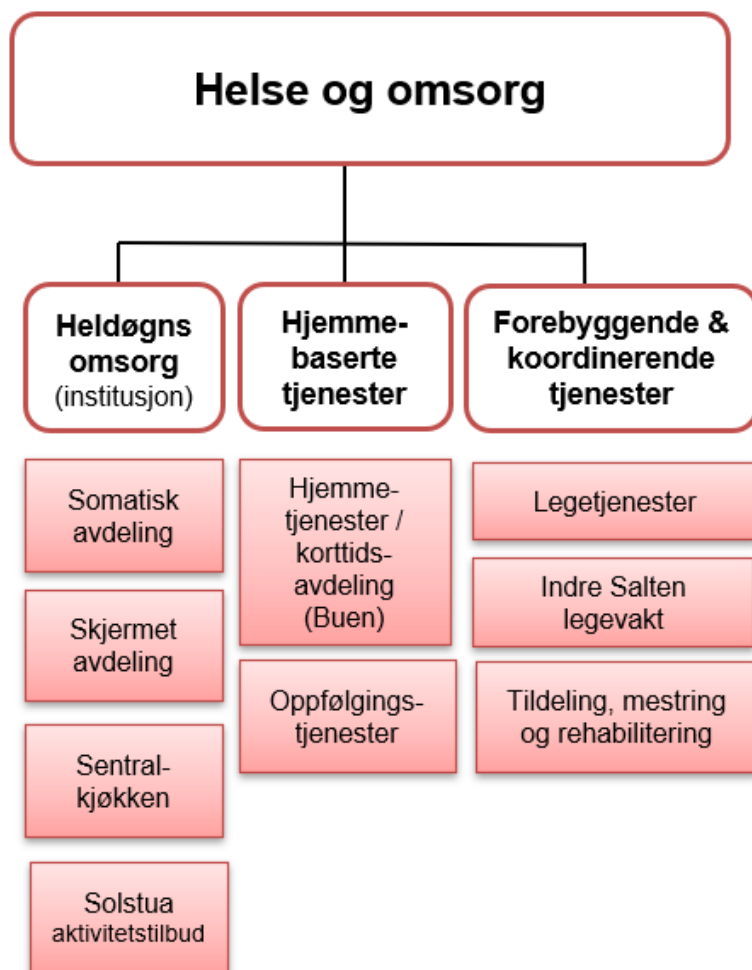 Helse og omsorg
Heldøgns
omsorg
(institusjon)
Somatisk
avdeling
Skjermet
avdeling
Sentral-
kjøkken
Solstua
aktivitetstilbud
Hjemme-
baserte
tjenester
Hjemme-
tjenester /
korttids-
avdeling
(Buen)
Oppfølgings-
tjenester
Forebyggende &
koordinerende
tjenester
Legetjenester
Indre Salten
legevakt
Tildeling, mestring
og rehabilitering